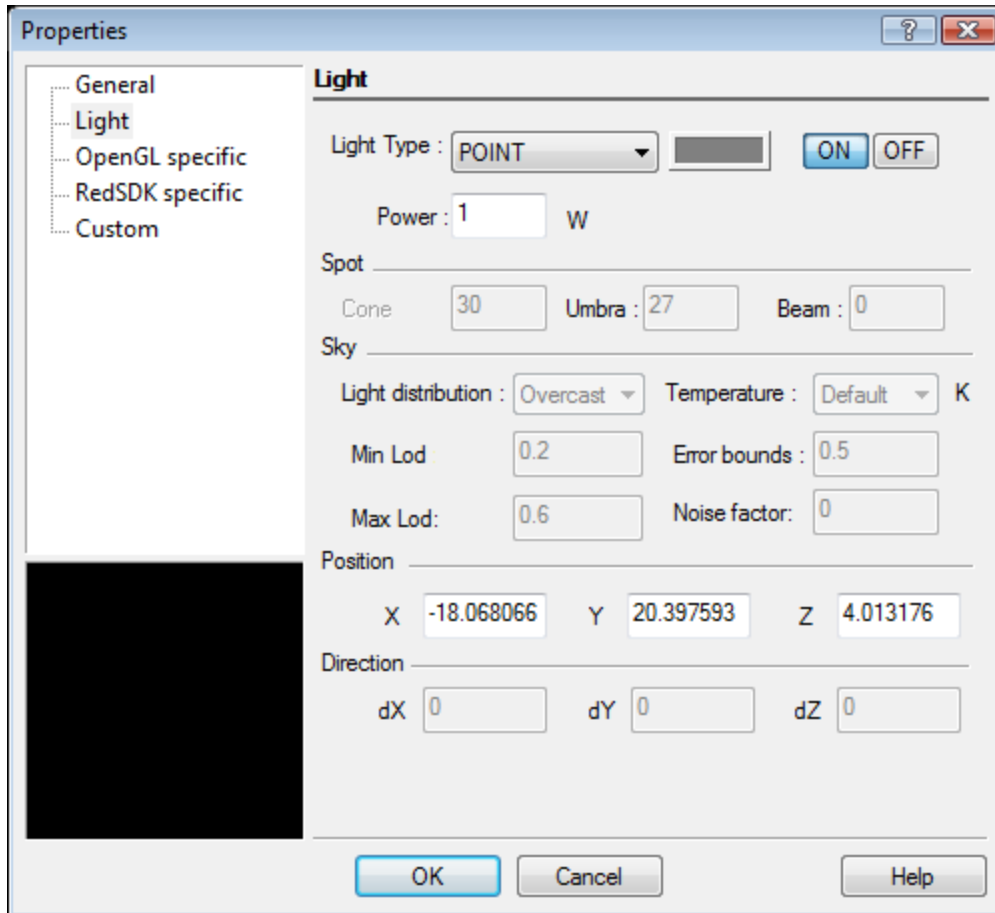 Properties
?
General
Light
OpenGL specific
RedSDK specific
Custom
Light
Light Type : POINT ON OFF
Power : 1 W
Spot
Cone 30 Umbra : 27 Beam : 0
Sky
Light distribution : Overcast Temperature : Default K
Min Lod 0.2 Error bounds : 0.5
Max Lod: 0.6 Noise factor: 0
Position
X -18.068066 Y 20.397593 Z 4.013176
Direction
dX 0 dY 0 dZ 0
OK Cancel Help